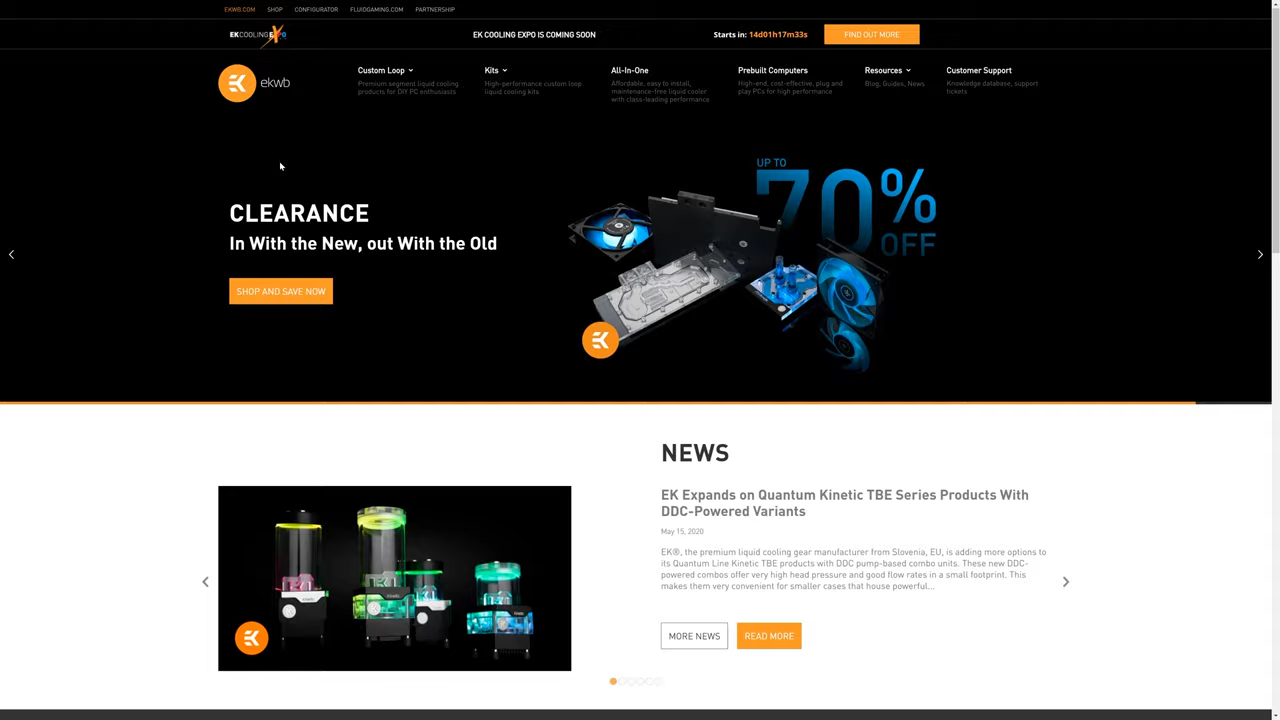 EKWB.COM SHOP CONFIGURATOR FLUIDGAMING.COM PARTNERSHIP
EKCOOLING EXPO
EK COOLING EXPO IS COMING SOON
Starts in: 14d01h17m33s
FIND OUT MORE
ekwb
Custom Loop
Premium segment liquid cooling
products for DIY PC enthusiasts
Kits
High-performance custom loop
liquid cooling kits
All-In-One
Affordable, easy to install,
maintenance-free liquid cooler
with class-leading performance
Prebuilt Computers
High-end, cost-effective, plug and
play PCs for high performance
Resources
Blog, Guides, News
Customer Support
Knowledge database, support
tickets
CLEARANCE
In With the New, out With the Old
SHOP AND SAVE NOW
UP TO
70%
OFF
NEWS
EK Expands on Quantum Kinetic TBE Series Products With
DDC-Powered Variants
May 15, 2020
EK®, the premium liquid cooling gear manufacturer from Slovenia, EU, is adding more options to
its Quantum Line Kinetic TBE products with DDC pump-based combo units. These new DDC-
powered combos offer very high head pressure and good flow rates in a small footprint. This
makes them very convenient for smaller cases that house powerful...
MORE NEWS
READ MORE